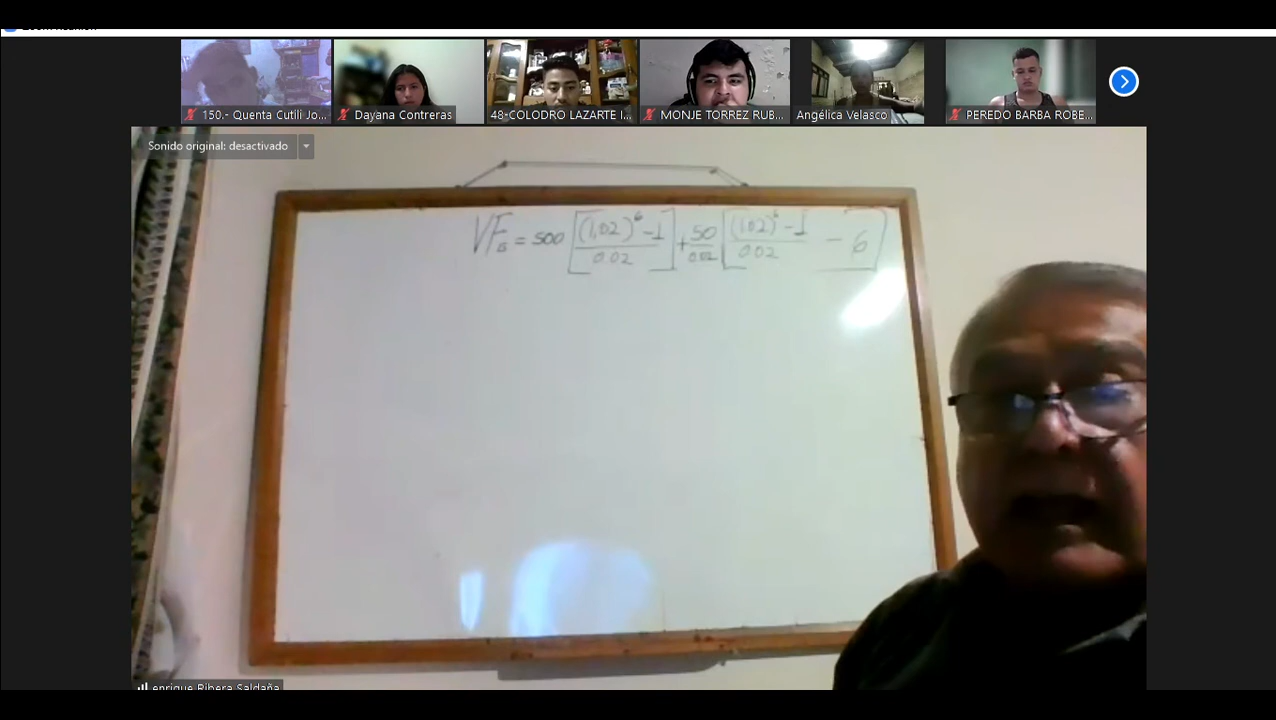 150.- Quenta Cutili Jo...
Dayana Contreras
48-COLODRO LAZARTE I...
MONJE TORREZ RUB...
Angélica Velasco
PEREDO BARBA ROBE...
Sonido original: desactivado
VF₆ = 500 [((1,02)⁶ - 1) / 0.02] + 50/0.02 [((1,02)⁶ - 1) / 0.02 - 6]
enrique Ribera Saldaña